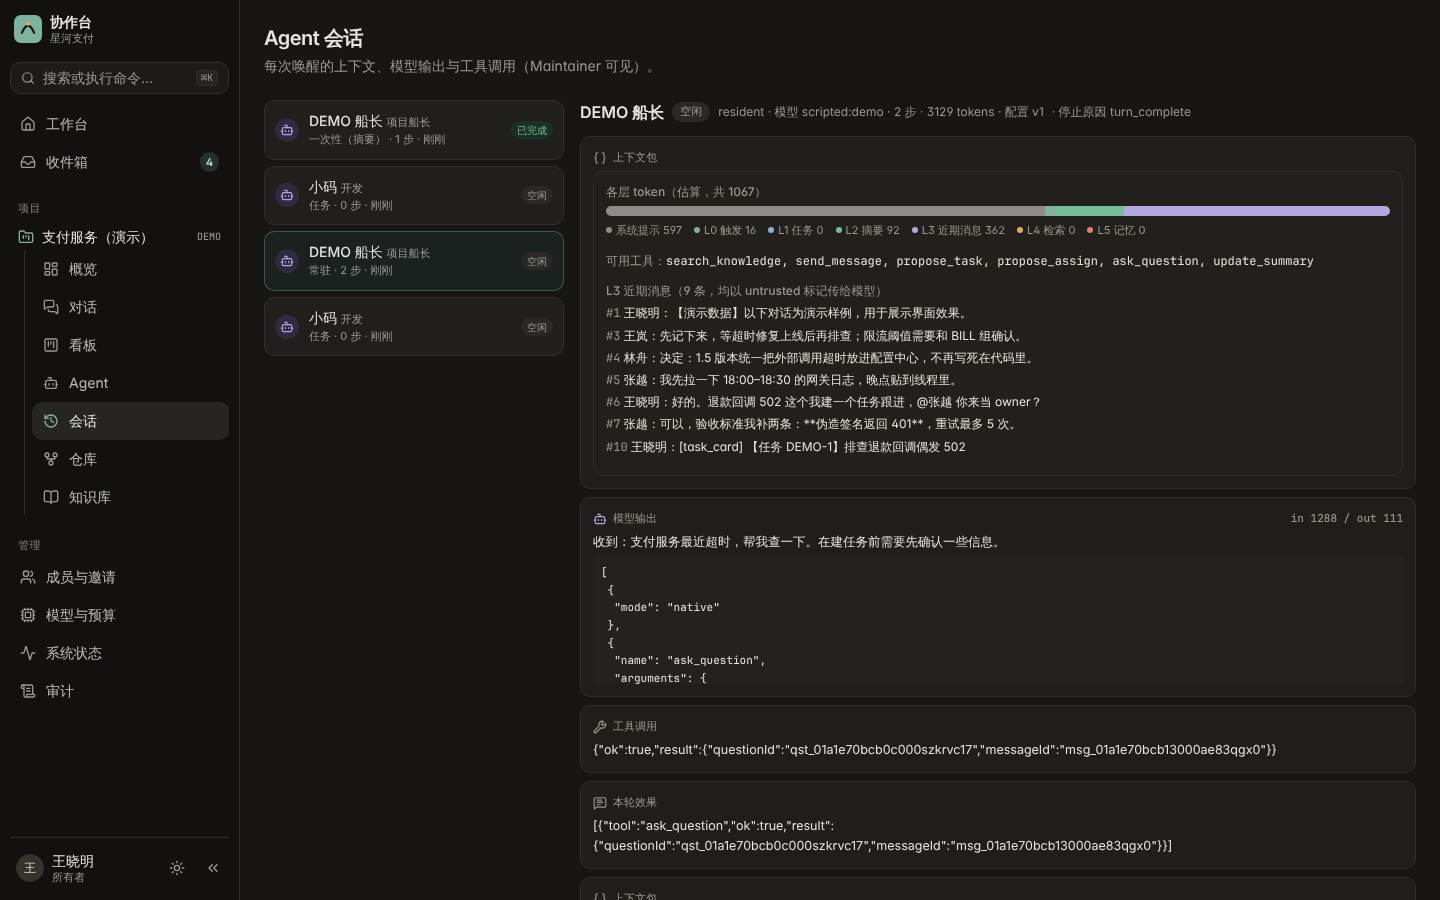 协作台
星河支付
搜索或执行命令... ⌘K
工作台
收件箱 4
项目
支付服务（演示） DEMO
概览
对话
看板
Agent
会话
仓库
知识库
管理
成员与邀请
模型与预算
系统状态
审计
王 王晓明
所有者
Agent 会话
每次唤醒的上下文、模型输出与工具调用（Maintainer 可见）。
DEMO 船长 项目船长
一次性（摘要） · 1 步 · 刚刚
已完成
小码 开发
任务 · 0 步 · 刚刚
空闲
DEMO 船长 项目船长
常驻 · 2 步 · 刚刚
空闲
小码 开发
任务 · 0 步 · 刚刚
空闲
DEMO 船长 空闲 resident · 模型 scripted:demo · 2 步 · 3129 tokens · 配置 v1 · 停止原因 turn_complete
{} 上下文包
各层 token（估算，共 1067）
系统提示 597 L0 触发 16 L1 任务 0 L2 摘要 92 L3 近期消息 362 L4 检索 0 L5 记忆 0
可用工具：search_knowledge, send_message, propose_task, propose_assign, ask_question, update_summary
L3 近期消息（9 条，均以 untrusted 标记传给模型）
#1 王晓明：【演示数据】以下对话为演示样例，用于展示界面效果。
#3 王岚：先记下来，等超时修复上线后再排查；限流阈值需要和 BILL 组确认。
#4 林舟：决定：1.5 版本统一把外部调用超时放进配置中心，不再写死在代码里。
#5 张越：我先拉一下 18:00–18:30 的网关日志，晚点贴到线程里。
#6 王晓明：好的。退款回调 502 这个我建一个任务跟进，@张越 你来当 owner？
#7 张越：可以，验收标准我补两条：**伪造签名返回 401**，重试最多 5 次。
#10 王晓明：[task_card] 【任务 DEMO-1】排查退款回调偶发 502
模型输出 in 1288 / out 111
收到：支付服务最近超时，帮我查一下。在建任务前需要先确认一些信息。
[
{
"mode": "native"
},
{
"name": "ask_question",
"arguments": {
工具调用
{"ok":true,"result":{"questionId":"qst_01a1e70bcb0c000szkrvc17","messageId":"msg_01a1e70bcb13000ae83qgx0"}}
本轮效果
[{"tool":"ask_question","ok":true,"result":
{"questionId":"qst_01a1e70bcb0c000szkrvc17","messageId":"msg_01a1e70bcb13000ae83qgx0"}}]
{} 上下文包